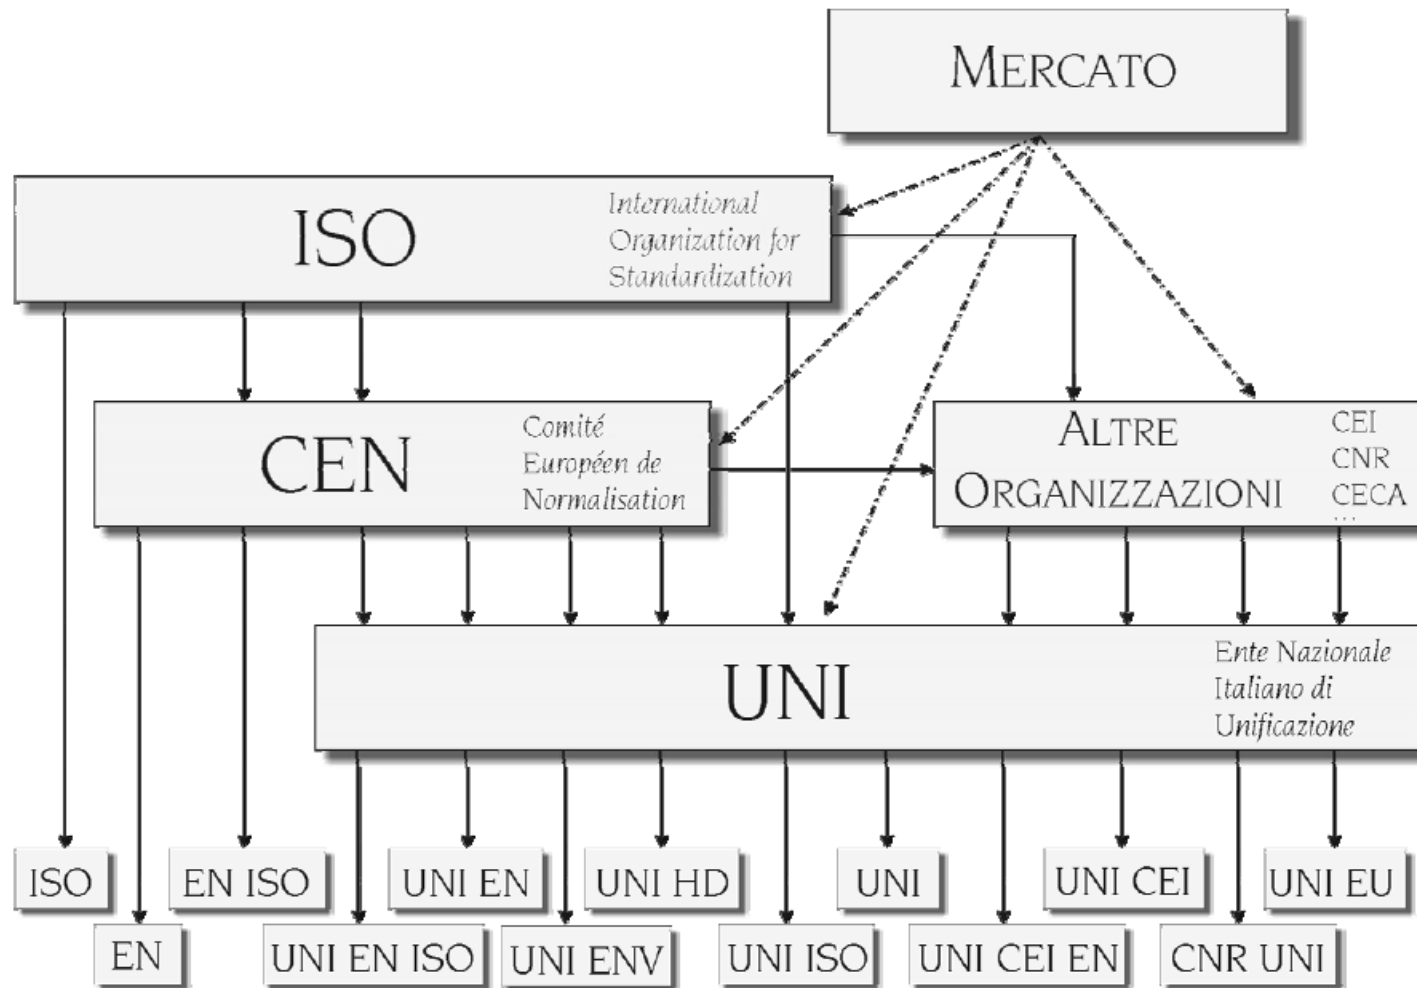 MERCATO
ISO
International
Organization for
Standardization
CEN
Comité
Européen de
Normalisation
ALTRE
ORGANIZZAZIONI
CEI
CNR
CECA
...
UNI
Ente Nazionale
Italiano di
Unificazione
ISO
EN ISO
UNI EN
UNI HD
UNI
UNI CEI
UNI EU
EN
UNI EN ISO
UNI ENV
UNI ISO
UNI CEI EN
CNR UNI